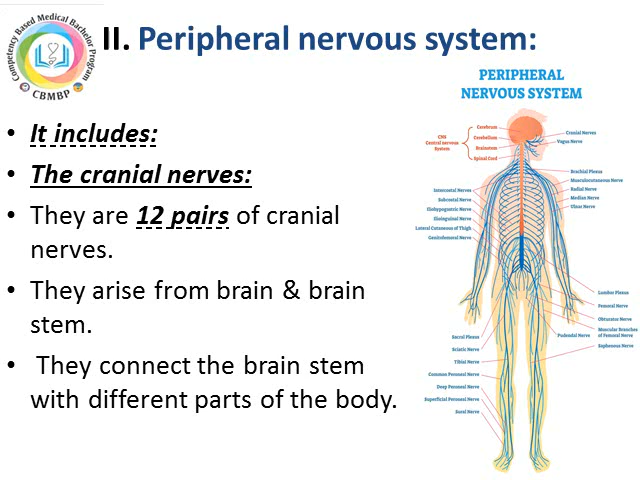 Competency Based Medical Bachelor Program
CBMBP
II. Peripheral nervous system:
• It includes:
• The cranial nerves:
• They are 12 pairs of cranial
nerves.
• They arise from brain & brain
stem.
• They connect the brain stem
with different parts of the body.
PERIPHERAL
NERVOUS SYSTEM
CNS
Central nervous
System
Cerebrum
Cerebellum
Brainstem
Spinal Cord
Cranial Nerves
Vagus Nerve
Brachial Plexus
Musculocutaneous Nerve
Radial Nerve
Median Nerve
Ulnar Nerve
Intercostal Nerves
Subcostal Nerve
Iliohypogastric Nerve
Ilioinguinal Nerve
Lateral Cutaneous of Thigh
Genitofemoral Nerve
Lumbar Plexus
Femoral Nerve
Obturator Nerve
Muscular Branches
of Femoral Nerve
Pudendal Nerve
Saphenous Nerve
Sacral Plexus
Sciatic Nerve
Tibial Nerve
Common Peroneal Nerve
Deep Peroneal Nerve
Superficial Peroneal Nerve
Sural Nerve